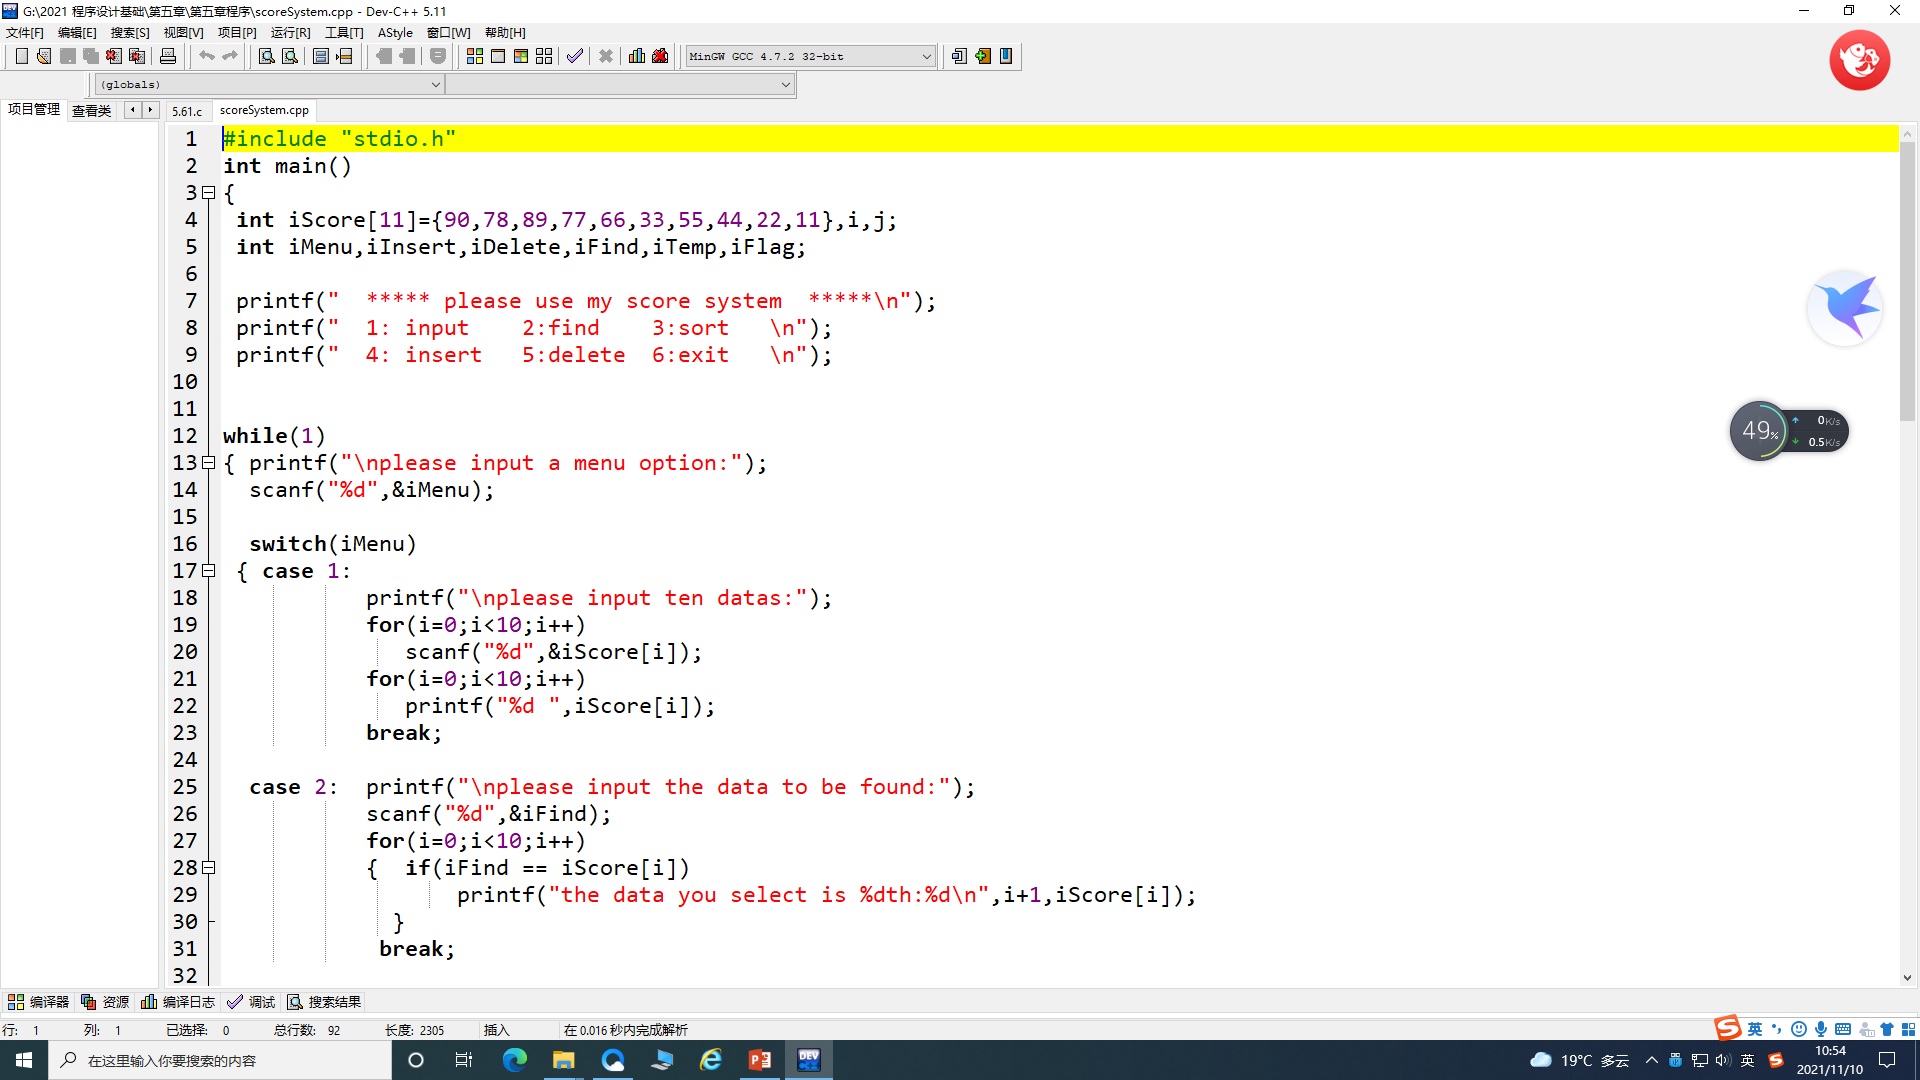 G:\2021 程序设计基础\第五章\第五章程序\scoreSystem.cpp - Dev-C++ 5.11
文件[F] 编辑[E] 搜索[S] 视图[V] 项目[P] 运行[R] 工具[T] AStyle 窗口[W] 帮助[H]
MinGW GCC 4.7.2 32-bit
(globals)
项目管理 查看类 5.61.c scoreSystem.cpp
1 #include "stdio.h"
2 int main()
3 {
4 int iScore[11]={90,78,89,77,66,33,55,44,22,11},i,j;
5 int iMenu,iInsert,iDelete,iFind,iTemp,iFlag;
6
7 printf("  ***** please use my score system  *****\n");
8 printf("  1: input    2:find    3:sort   \n");
9 printf("  4: insert   5:delete  6:exit   \n");
10
11
12 while(1)
13 { printf("\nplease input a menu option:");
14 scanf("%d",&iMenu);
15
16 switch(iMenu)
17 { case 1:
18 printf("\nplease input ten datas:");
19 for(i=0;i<10;i++)
20 scanf("%d",&iScore[i]);
21 for(i=0;i<10;i++)
22 printf("%d ",iScore[i]);
23 break;
24
25 case 2:  printf("\nplease input the data to be found:");
26 scanf("%d",&iFind);
27 for(i=0;i<10;i++)
28 {  if(iFind == iScore[i])
29 printf("the data you select is %dth:%d\n",i+1,iScore[i]);
30 }
31 break;
32
49%
0K/s
0.5K/s
编译器 资源 编译日志 调试 搜索结果
行: 1 列: 1 已选择: 0 总行数: 92 长度: 2305 插入 在 0.016 秒内完成解析
英
在这里输入你要搜索的内容
DEV
19°C 多云
英
10:54
2021/11/10